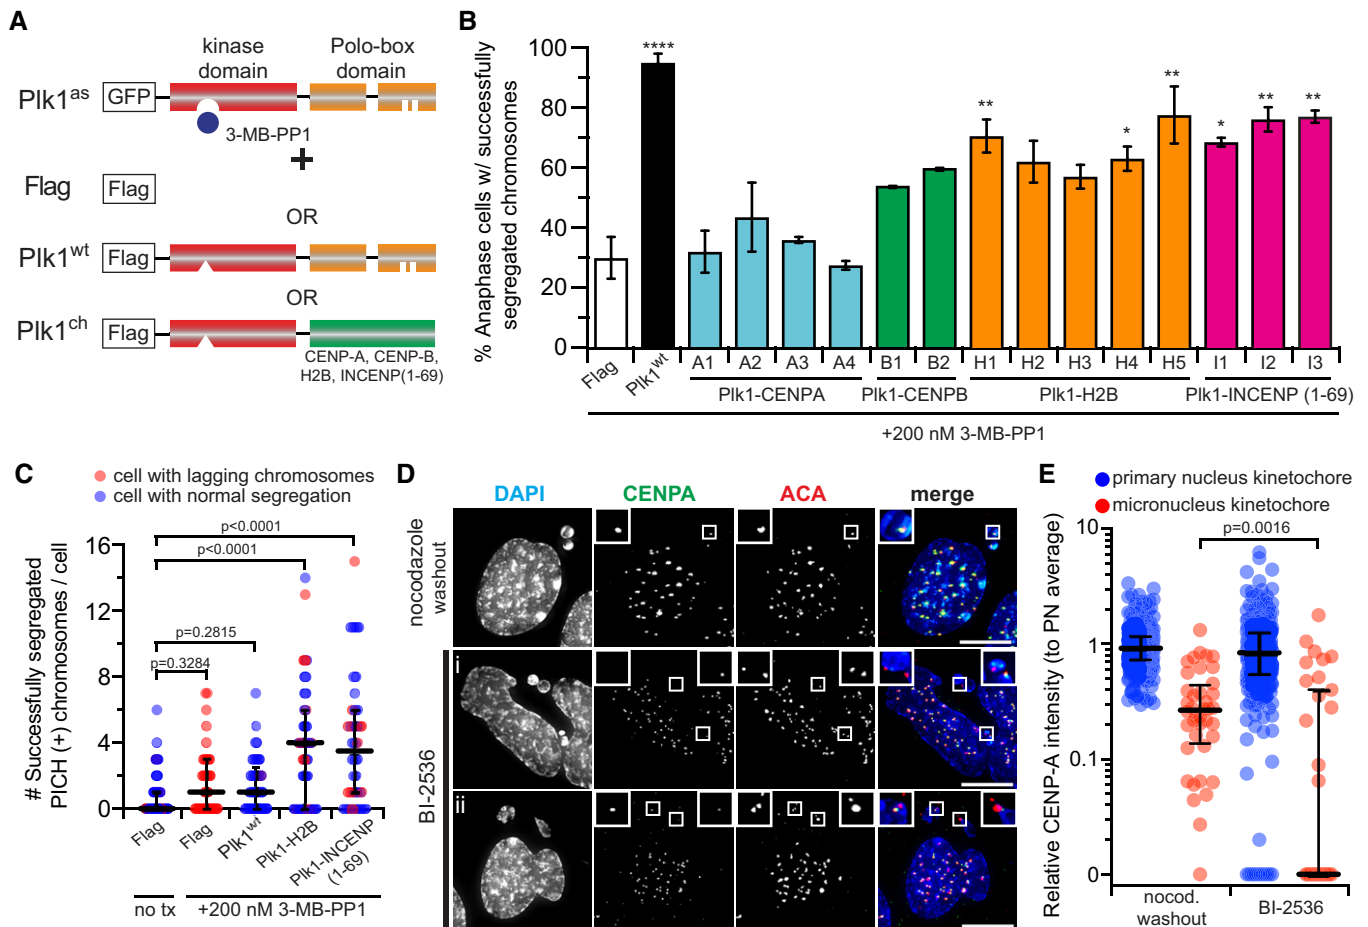 A
kinase domain
Polo-box domain
Plk1as
GFP
3-MB-PP1
+
Flag
Flag
OR
Plk1wt
Flag
OR
Plk1ch
Flag
CENP-A, CENP-B,
H2B, INCENP(1-69)
B
% Anaphase cells w/ successfully
segregated chromosomes
100
80
60
40
20
0
****
**
*
**
*
**
**
Flag
Plk1wt
A1
A2
A3
A4
B1
B2
H1
H2
H3
H4
H5
I1
I2
I3
Plk1-CENPA
Plk1-CENPB
Plk1-H2B
Plk1-INCENP (1-69)
+200 nM 3-MB-PP1
C
cell with lagging chromosomes
cell with normal segregation
# Successfully segregated
PICH (+) chromosomes / cell
16
12
8
4
0
p<0.0001
p<0.0001
p=0.2815
p=0.3284
Flag
Flag
Plk1wt
Plk1-H2B
Plk1-INCENP
(1-69)
no tx
+200 nM 3-MB-PP1
D
DAPI
CENPA
ACA
merge
nocodazole
washout
BI-2536
i
ii
E
primary nucleus kinetochore
micronucleus kinetochore
Relative CENP-A intensity (to PN average)
10
1
0.1
0
p=0.0016
nocod.
washout
BI-2536